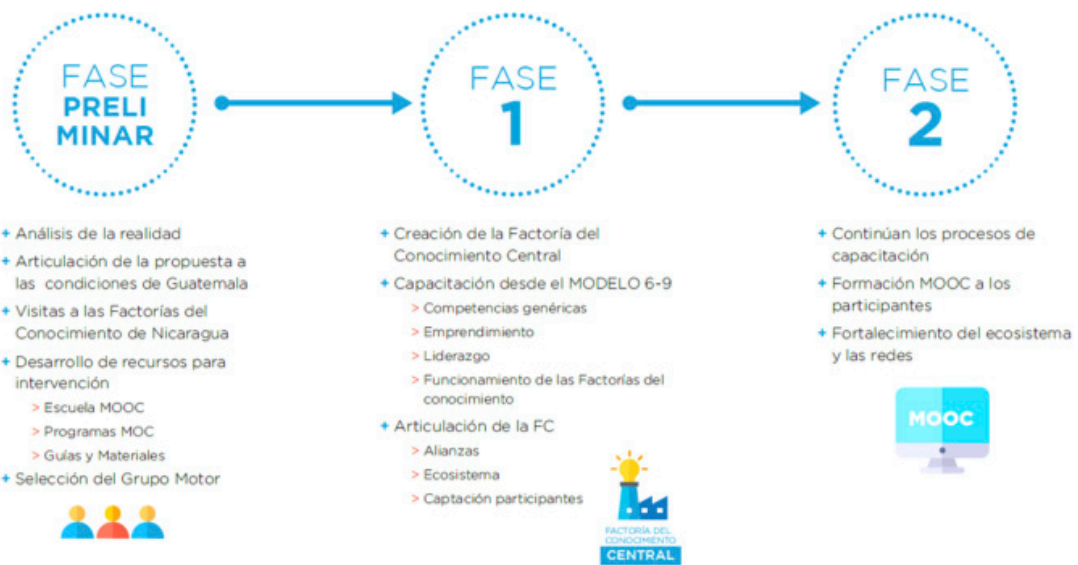 FASE
PRELI
MINAR
+ Análisis de la realidad
+ Articulación de la propuesta a
las condiciones de Guatemala
+ Visitas a las Factorías del
Conocimiento de Nicaragua
+ Desarrollo de recursos para
intervención
> Escuela MOOC
> Programas MOC
> Guías y Materiales
+ Selección del Grupo Motor
FASE
1
+ Creación de la Factoría del
Conocimiento Central
+ Capacitación desde el MODELO 6-9
> Competencias genéricas
> Emprendimiento
> Liderazgo
> Funcionamiento de las Factorías del
conocimiento
+ Articulación de la FC
> Alianzas
> Ecosistema
> Captación participantes
FACTORÍA DEL
CONOCIMIENTO
CENTRAL
FASE
2
+ Continúan los procesos de
capacitación
+ Formación MOOC a los
participantes
+ Fortalecimiento del ecosistema
y las redes
MOOC